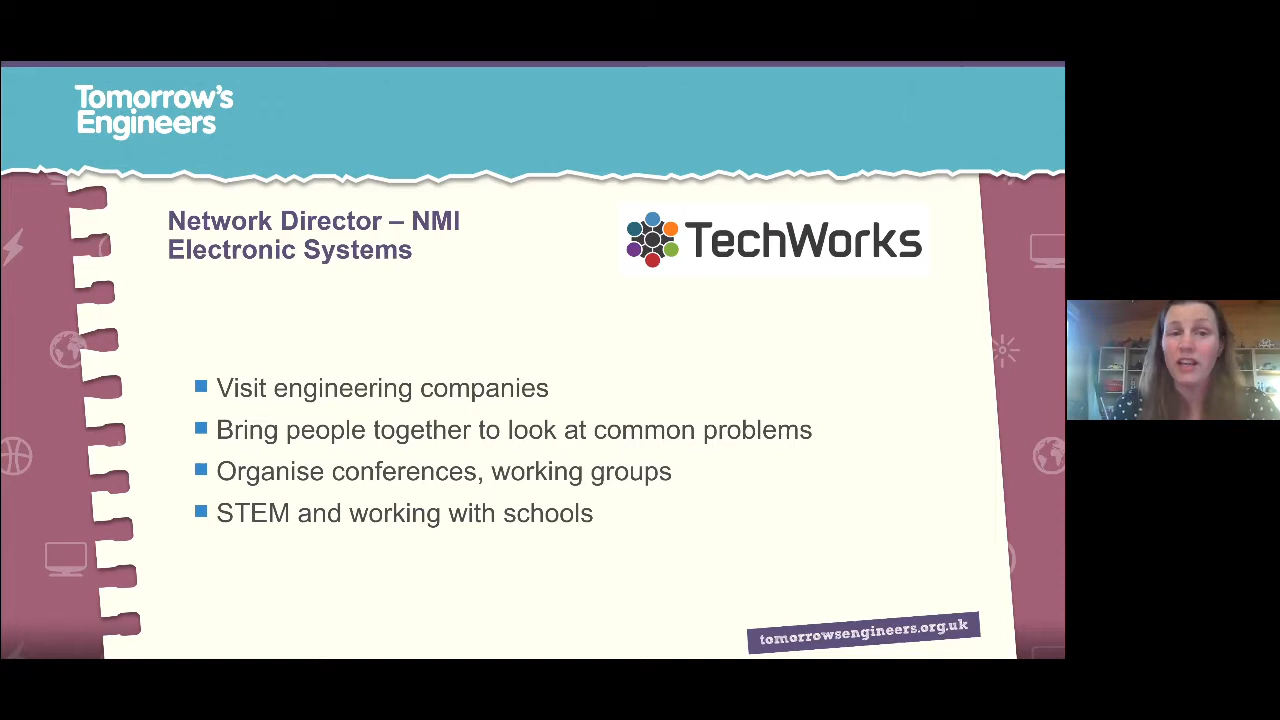 Tomorrow's
Engineers
Network Director – NMI
Electronic Systems
TechWorks
Visit engineering companies
Bring people together to look at common problems
Organise conferences, working groups
STEM and working with schools
tomorrowsengineers.org.uk